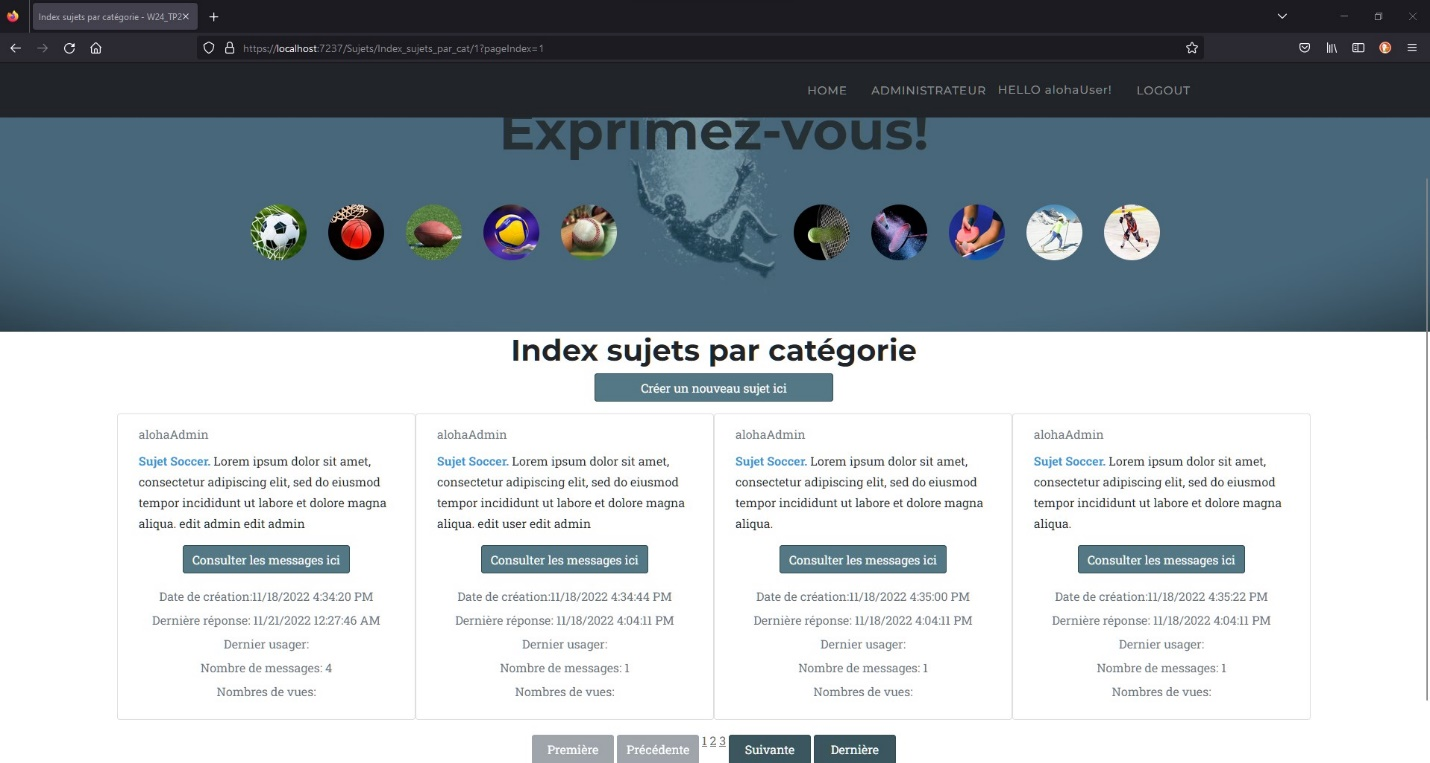 Index sujets par catégorie - W24_TP2
https://localhost:7237/Sujets/Index_sujets_par_cat/1?pageIndex=1
HOME ADMINISTRATEUR HELLO alohaUser! LOGOUT
Exprimez-vous!
Index sujets par catégorie
Créer un nouveau sujet ici
alohaAdmin
Sujet Soccer. Lorem ipsum dolor sit amet,
consectetur adipiscing elit, sed do eiusmod
tempor incididunt ut labore et dolore magna
aliqua. edit admin edit admin
Consulter les messages ici
Date de création:11/18/2022 4:34:20 PM
Dernière réponse: 11/21/2022 12:27:46 AM
Dernier usager:
Nombre de messages: 4
Nombres de vues:
alohaAdmin
Sujet Soccer. Lorem ipsum dolor sit amet,
consectetur adipiscing elit, sed do eiusmod
tempor incididunt ut labore et dolore magna
aliqua. edit user edit admin
Consulter les messages ici
Date de création:11/18/2022 4:34:44 PM
Dernière réponse: 11/18/2022 4:04:11 PM
Dernier usager:
Nombre de messages: 1
Nombres de vues:
alohaAdmin
Sujet Soccer. Lorem ipsum dolor sit amet,
consectetur adipiscing elit, sed do eiusmod
tempor incididunt ut labore et dolore magna
aliqua.
Consulter les messages ici
Date de création:11/18/2022 4:35:00 PM
Dernière réponse: 11/18/2022 4:04:11 PM
Dernier usager:
Nombre de messages: 1
Nombres de vues:
alohaAdmin
Sujet Soccer. Lorem ipsum dolor sit amet,
consectetur adipiscing elit, sed do eiusmod
tempor incididunt ut labore et dolore magna
aliqua.
Consulter les messages ici
Date de création:11/18/2022 4:35:22 PM
Dernière réponse: 11/18/2022 4:04:11 PM
Dernier usager:
Nombre de messages: 1
Nombres de vues:
Première Précédente 1 2 3 Suivante Dernière